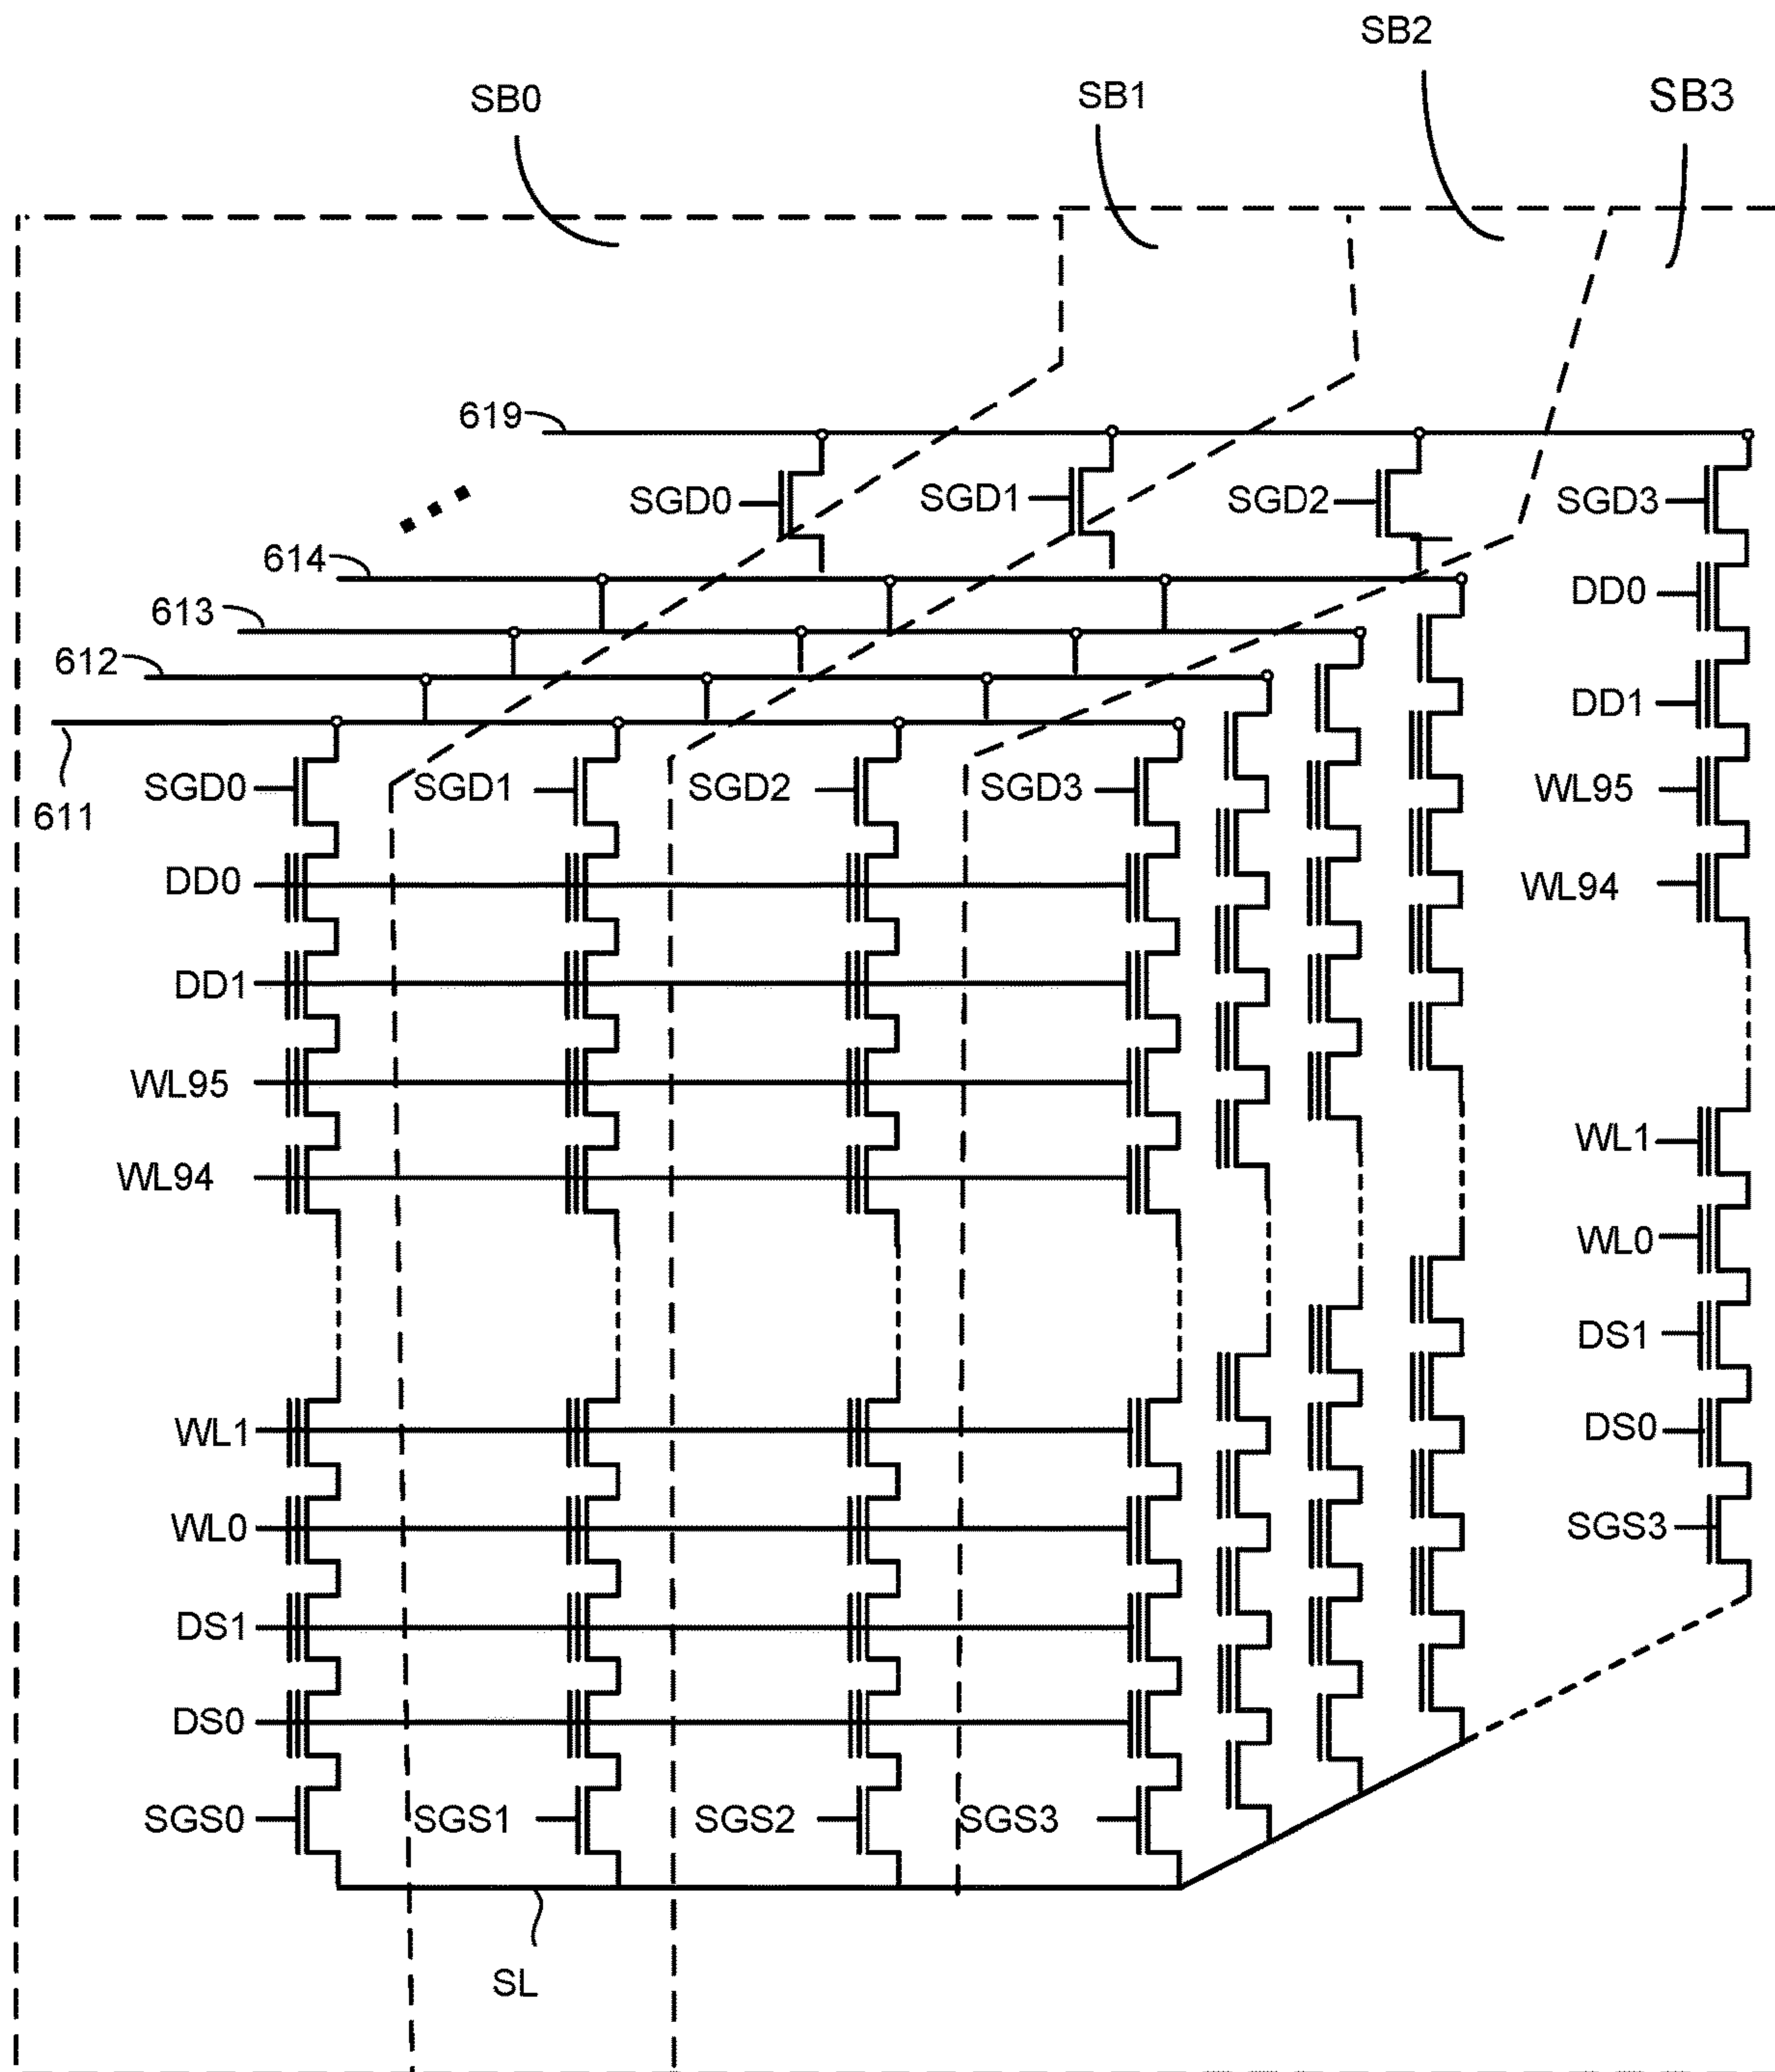 SB0
SB1
SB2
SB3
619
SGD0
SGD1
SGD2
SGD3
614
DD0
613
612
DD1
611
SGD0
SGD1
SGD2
SGD3
WL95
DD0
WL94
DD1
WL95
WL94
WL1
WL0
DS1
WL1
DS0
WL0
SGS3
DS1
DS0
SGS0
SGS1
SGS2
SGS3
SL